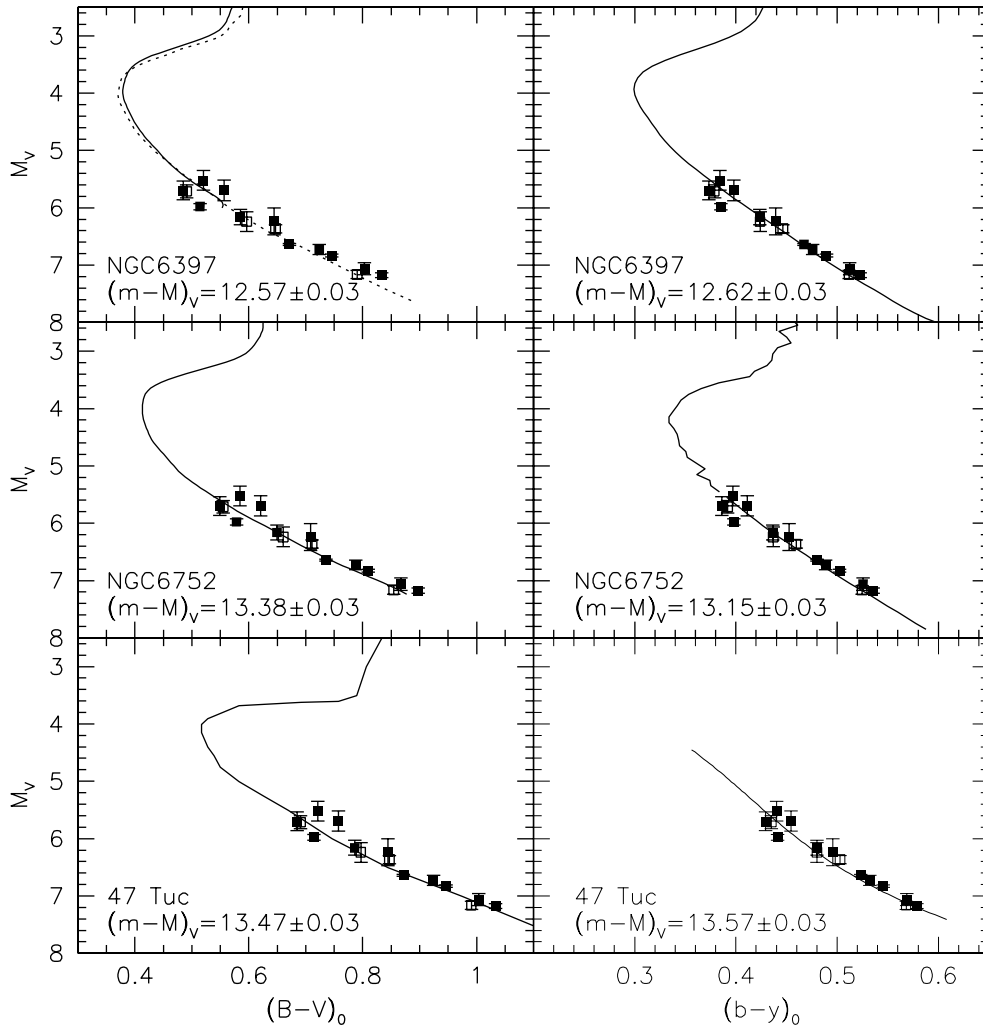 3
4
5
6
7
8
M_V
NGC6397
(m−M)_V=12.57±0.03
NGC6397
(m−M)_V=12.62±0.03
3
4
5
6
7
8
M_V
NGC6752
(m−M)_V=13.38±0.03
NGC6752
(m−M)_V=13.15±0.03
3
4
5
6
7
8
M_V
47 Tuc
(m−M)_V=13.47±0.03
47 Tuc
(m−M)_V=13.57±0.03
0.4 0.6 0.8 1
0.3 0.4 0.5 0.6
(B−V)₀
(b−y)₀